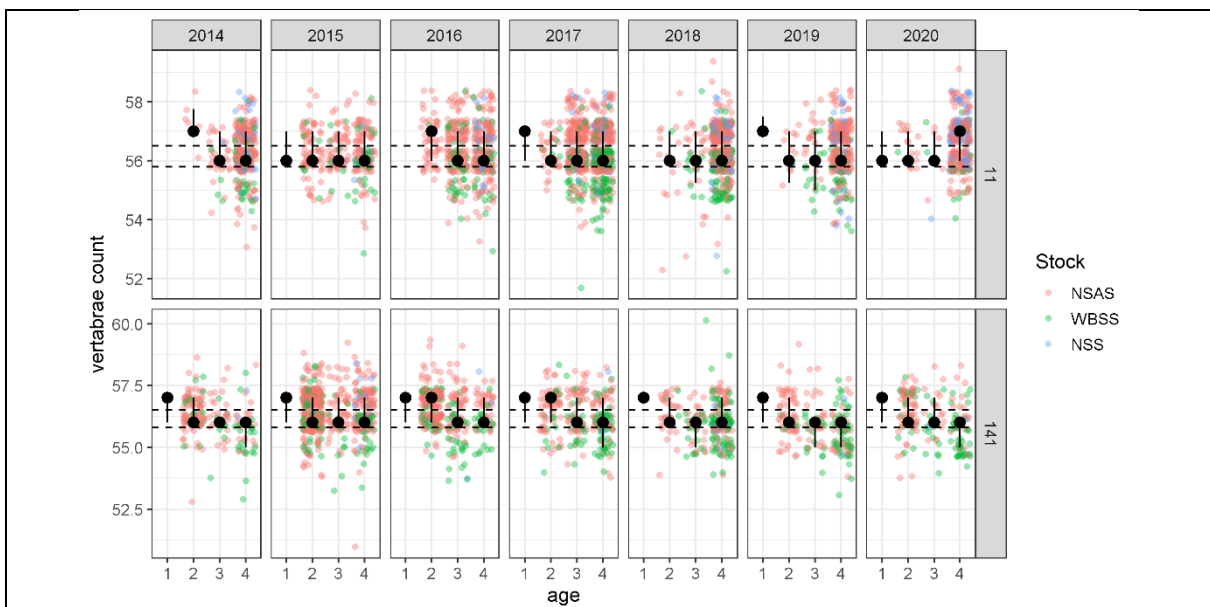 2014 2015 2016 2017 2018 2019 2020
58
56
54
52
11
60.0
57.5
55.0
52.5
141
vertabrae count
1 2 3 4 1 2 3 4 1 2 3 4 1 2 3 4 1 2 3 4 1 2 3 4 1 2 3 4
age
Stock
NSAS
WBSS
NSS